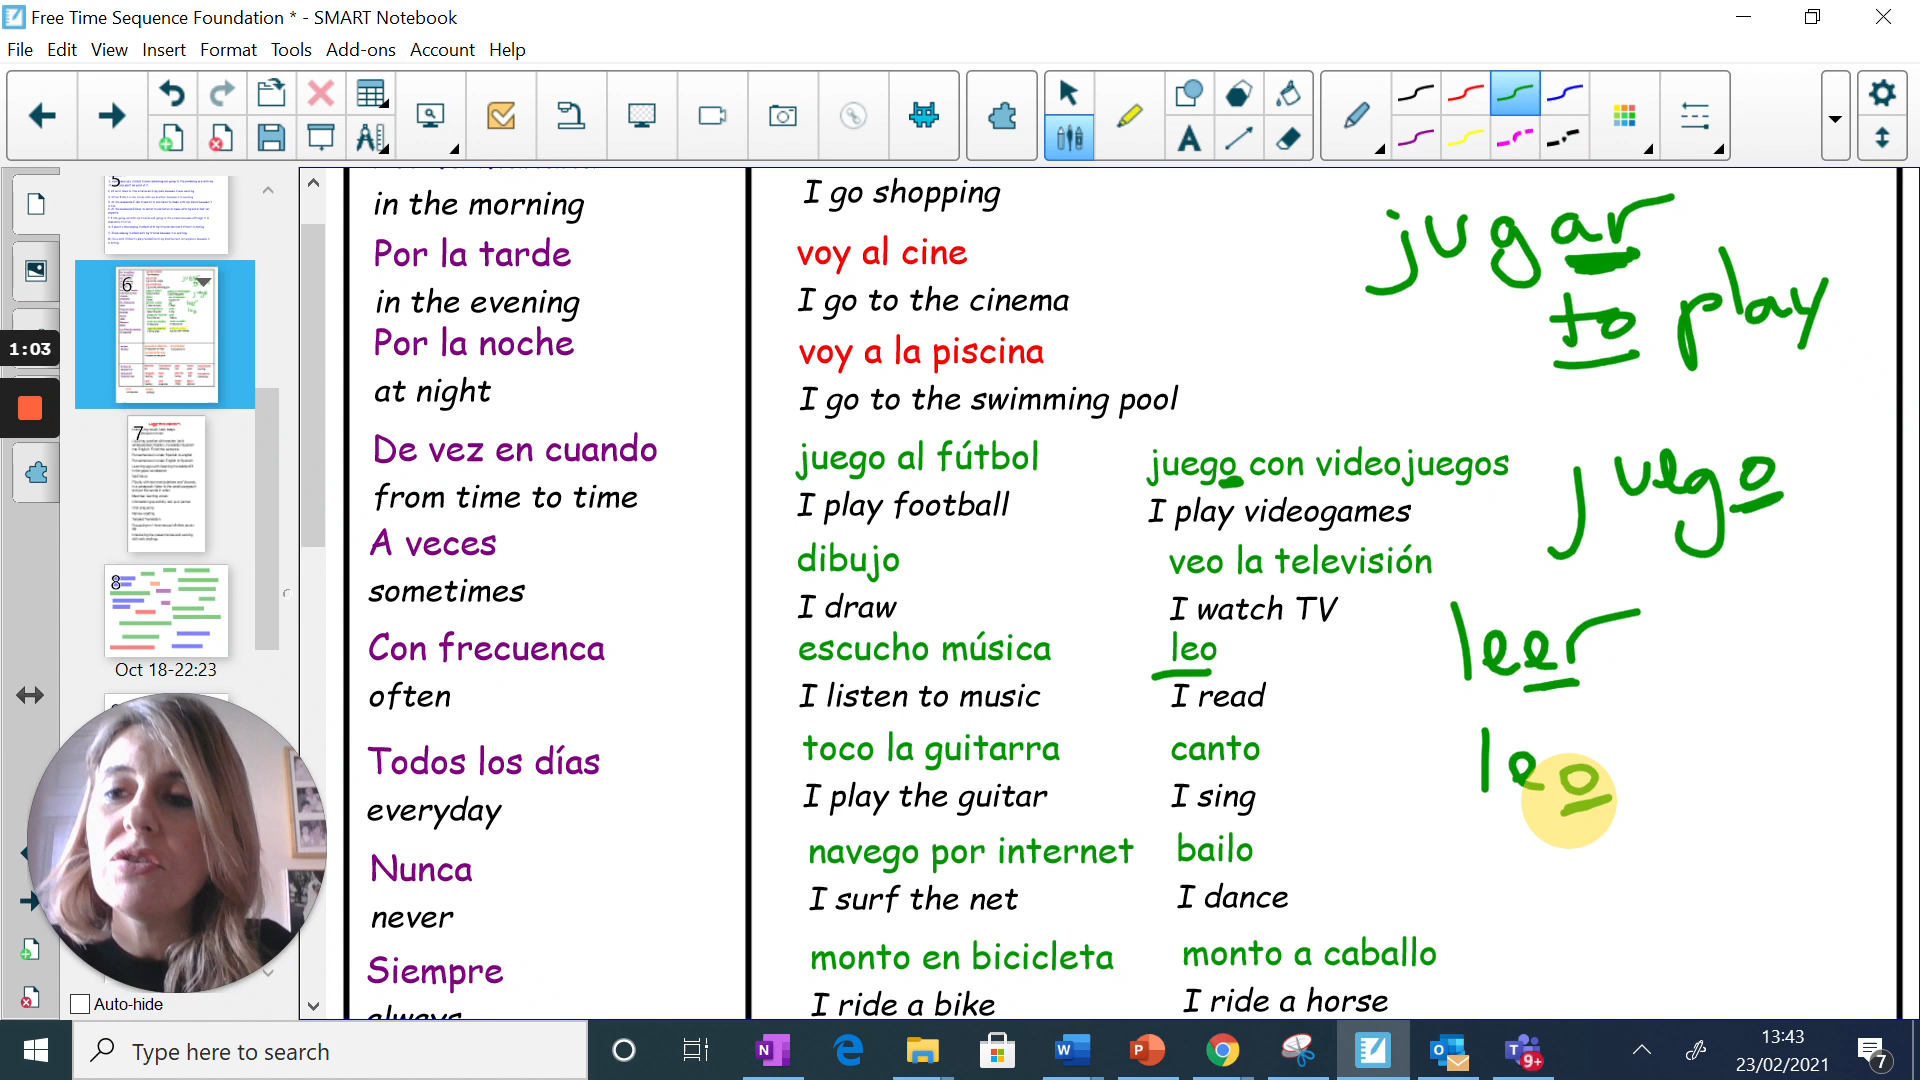 Free Time Sequence Foundation * - SMART Notebook
File Edit View Insert Format Tools Add-ons Account Help
5
6
7
8
Oct 18-22:23
1:03
Auto-hide
in the morning
Por la tarde
in the evening
Por la noche
at night
De vez en cuando
from time to time
A veces
sometimes
Con frecuenca
often
Todos los días
everyday
Nunca
never
Siempre
always
I go shopping
voy al cine
I go to the cinema
voy a la piscina
I go to the swimming pool
juego al fútbol
I play football
dibujo
I draw
escucho música
I listen to music
toco la guitarra
I play the guitar
navego por internet
I surf the net
monto en bicicleta
I ride a bike
juego con videojuegos
I play videogames
veo la televisión
I watch TV
leo
I read
canto
I sing
bailo
I dance
monto a caballo
I ride a horse
jugar
to play
juego
leer
leo
Type here to search
9+
13:43
23/02/2021
7